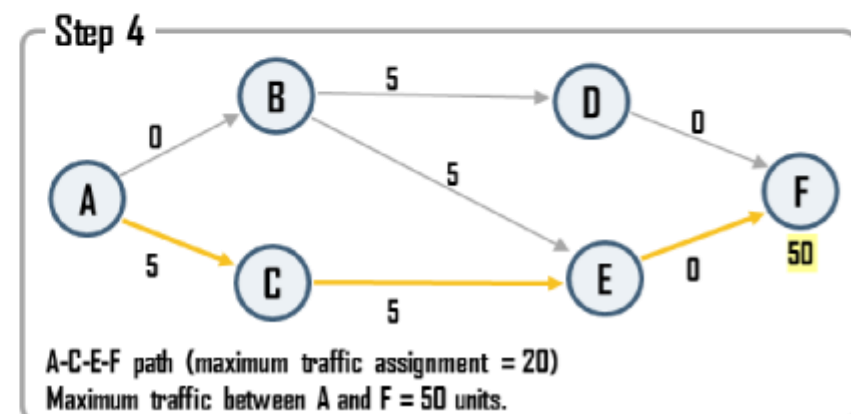 Step 4
B
5
D
0
0
A
5
F
50
5
C
5
E
0
A-C-E-F path (maximum traffic assignment = 20)
Maximum traffic between A and F = 50 units.